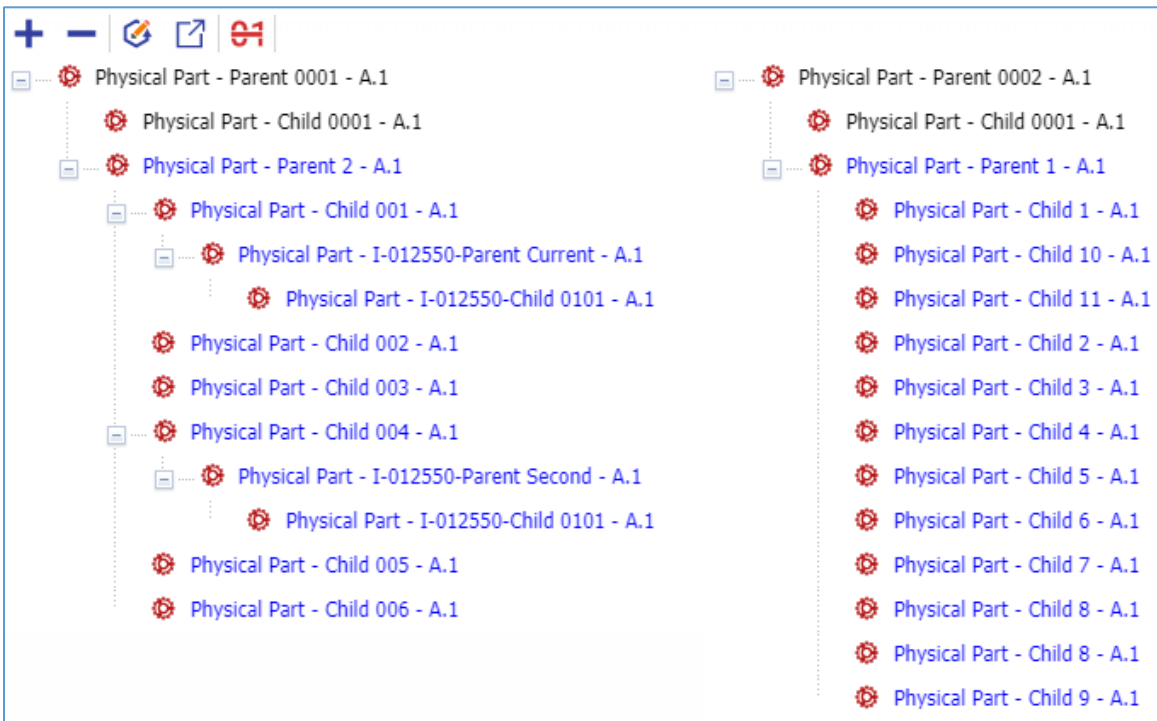 Physical Part - Parent 0001 - A.1
Physical Part - Child 0001 - A.1
Physical Part - Parent 2 - A.1
Physical Part - Child 001 - A.1
Physical Part - I-012550-Parent Current - A.1
Physical Part - I-012550-Child 0101 - A.1
Physical Part - Child 002 - A.1
Physical Part - Child 003 - A.1
Physical Part - Child 004 - A.1
Physical Part - I-012550-Parent Second - A.1
Physical Part - I-012550-Child 0101 - A.1
Physical Part - Child 005 - A.1
Physical Part - Child 006 - A.1
Physical Part - Parent 0002 - A.1
Physical Part - Child 0001 - A.1
Physical Part - Parent 1 - A.1
Physical Part - Child 1 - A.1
Physical Part - Child 10 - A.1
Physical Part - Child 11 - A.1
Physical Part - Child 2 - A.1
Physical Part - Child 3 - A.1
Physical Part - Child 4 - A.1
Physical Part - Child 5 - A.1
Physical Part - Child 6 - A.1
Physical Part - Child 7 - A.1
Physical Part - Child 8 - A.1
Physical Part - Child 8 - A.1
Physical Part - Child 9 - A.1